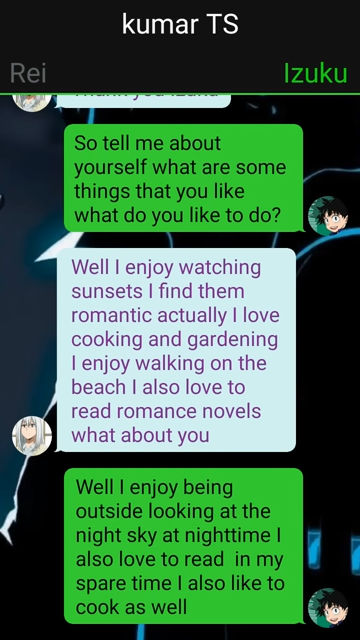 kumar TS
Rei
Izuku
Thank you Izuku
So tell me about
yourself what are some
things that you like
what do you like to do?
Well I enjoy watching
sunsets I find them
romantic actually I love
cooking and gardening
I enjoy walking on the
beach I also love to
read romance novels
what about you
Well I enjoy being
outside looking at the
night sky at nighttime I
also love to read  in my
spare time I also like to
cook as well